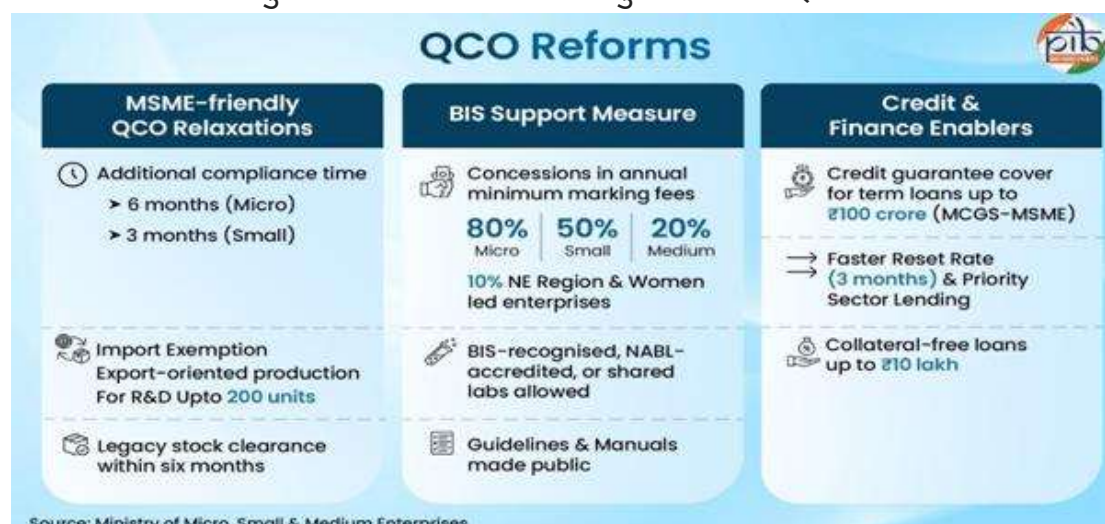 QCO Reforms
pib
MSME-friendly
QCO Relaxations
Additional compliance time
➤ 6 months (Micro)
➤ 3 months (Small)
Import Exemption
Export-oriented production
For R&D Upto 200 units
Legacy stock clearance
within six months
BIS Support Measure
Concessions in annual
minimum marking fees
80% 50% 20%
Micro Small Medium
10% NE Region & Women
led enterprises
BIS-recognised, NABL-
accredited, or shared
labs allowed
Guidelines & Manuals
made public
Credit &
Finance Enablers
Credit guarantee cover
for term loans up to
₹100 crore (MCGS-MSME)
Faster Reset Rate
(3 months) & Priority
Sector Lending
Collateral-free loans
up to ₹10 lakh
Source: Ministry of Micro, Small & Medium Enterprises